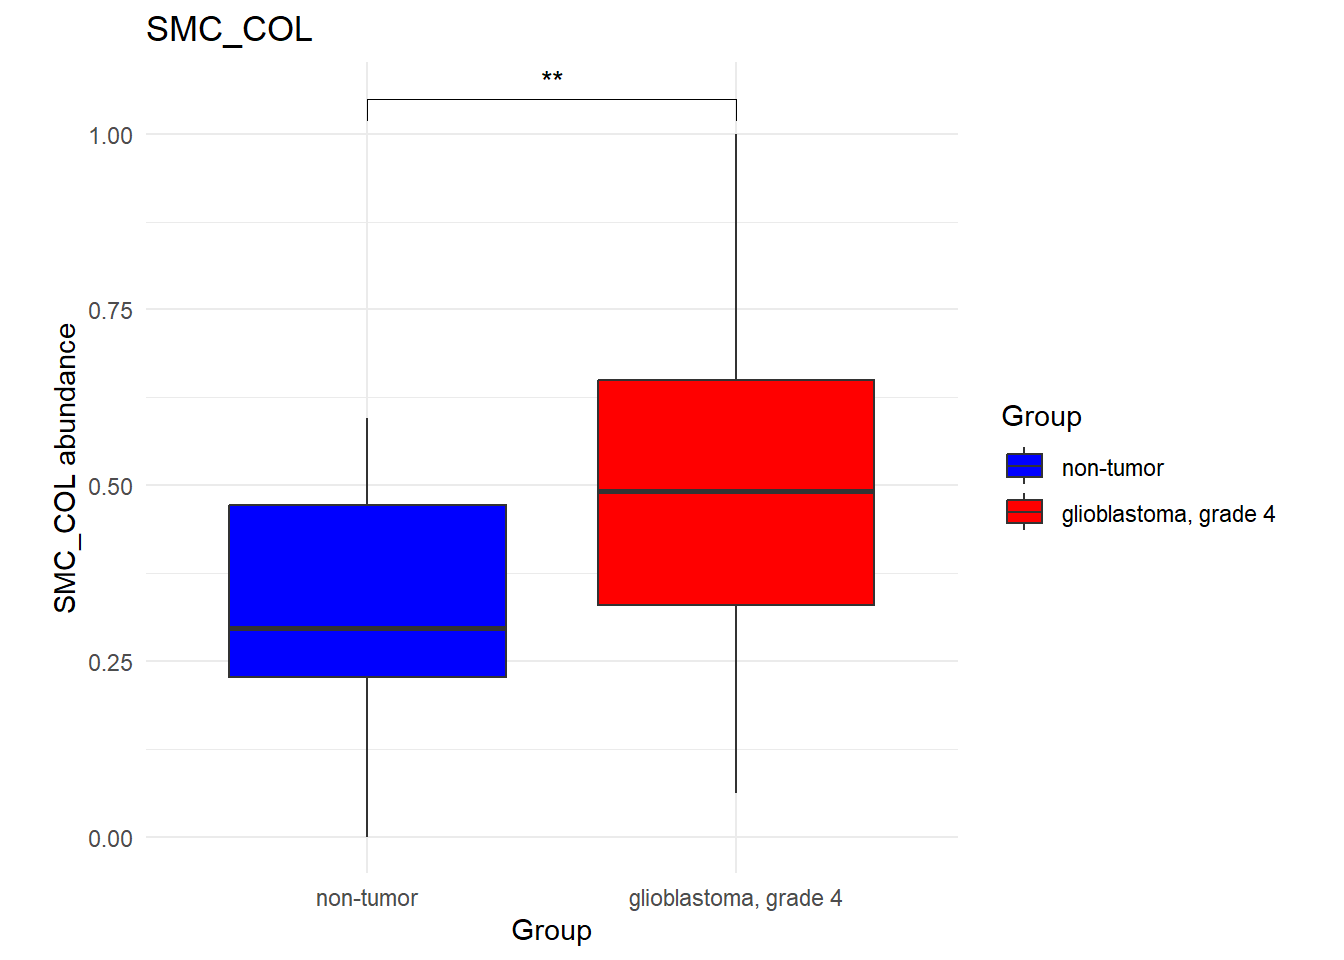 SMC_COL
**
1.00
0.75
0.50
0.25
0.00
SMC_COL abundance
non-tumor
glioblastoma, grade 4
Group
Group
non-tumor
glioblastoma, grade 4